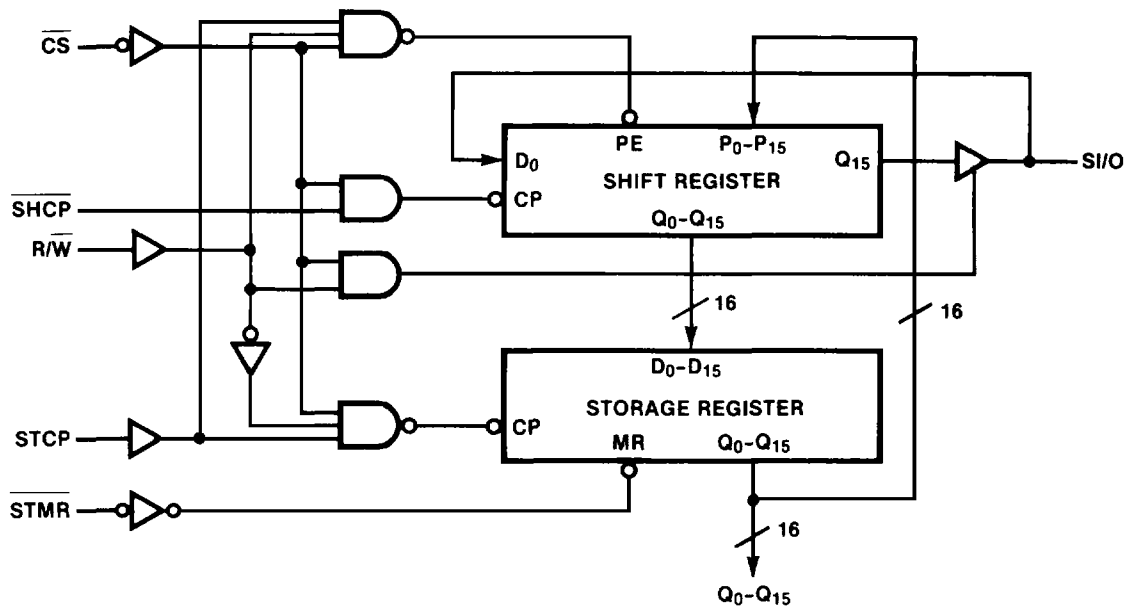 CS
SHCP
R/W
STCP
STMR
PE
P0–P15
D0
Q15
SI/O
CP
SHIFT REGISTER
Q0–Q15
16
16
D0–D15
CP
STORAGE REGISTER
MR
Q0–Q15
16
Q0–Q15